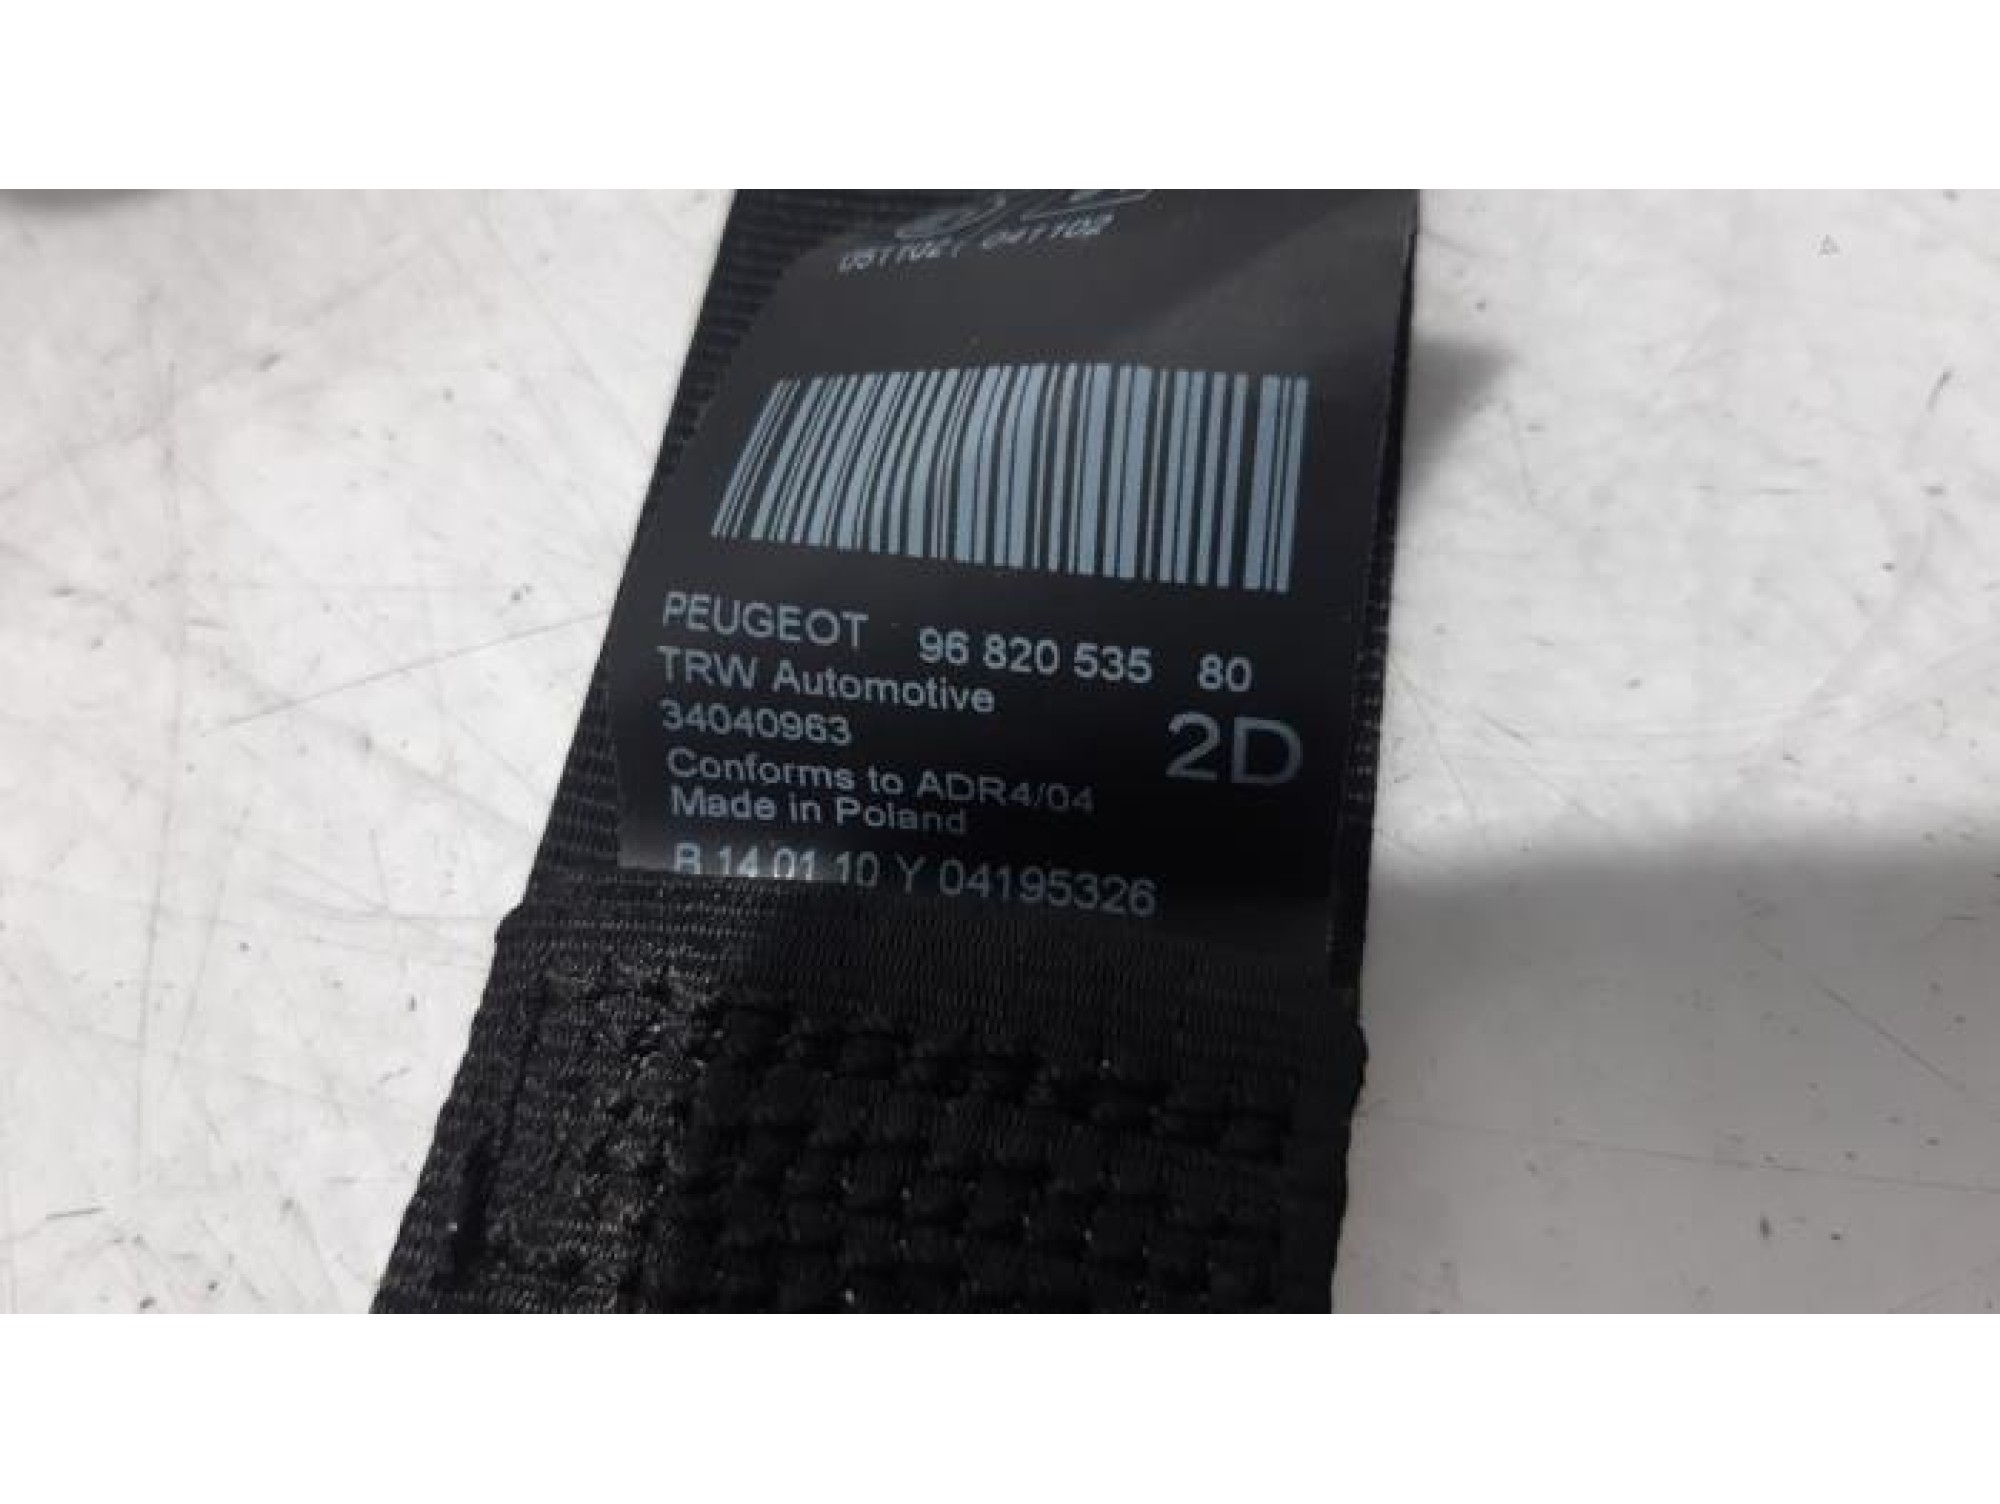 041102
PEUGEOT 96 820 535 80
TRW Automotive
34040963 2D
Conforms to ADR4/04
Made in Poland
R 14 01 10 Y 04195326